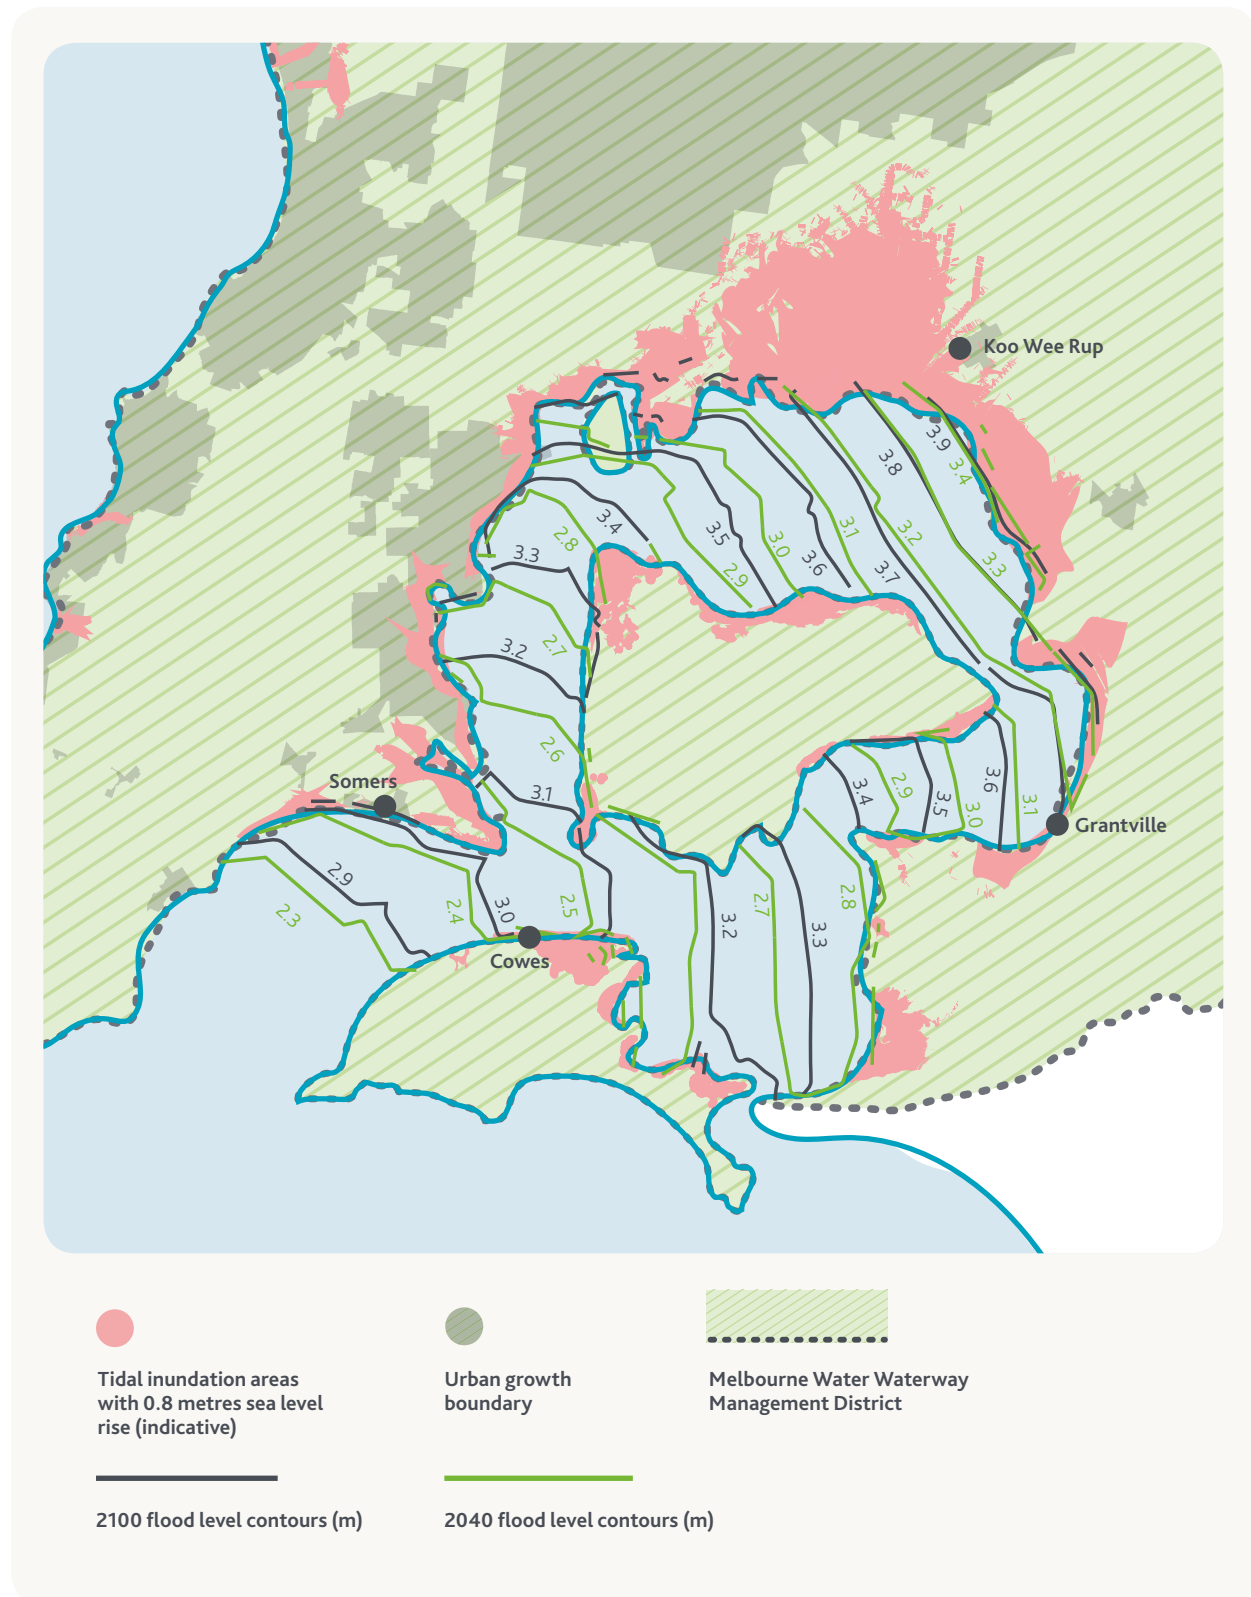 Koo Wee Rup
3.9
3.4
3.8
3.4
2.8
3.5
3.0
3.6
3.1
3.2
3.7
3.3
3.3
2.9
2.7
3.2
2.6
3.1
Somers
3.4
2.9
3.5
3.0
3.6
3.1
Grantville
2.9
2.3
2.4
3.0
2.5
3.2
2.7
3.3
2.8
Cowes
Tidal inundation areas
with 0.8 metres sea level
rise (indicative)
Urban growth
boundary
Melbourne Water Waterway
Management District
2100 flood level contours (m)
2040 flood level contours (m)